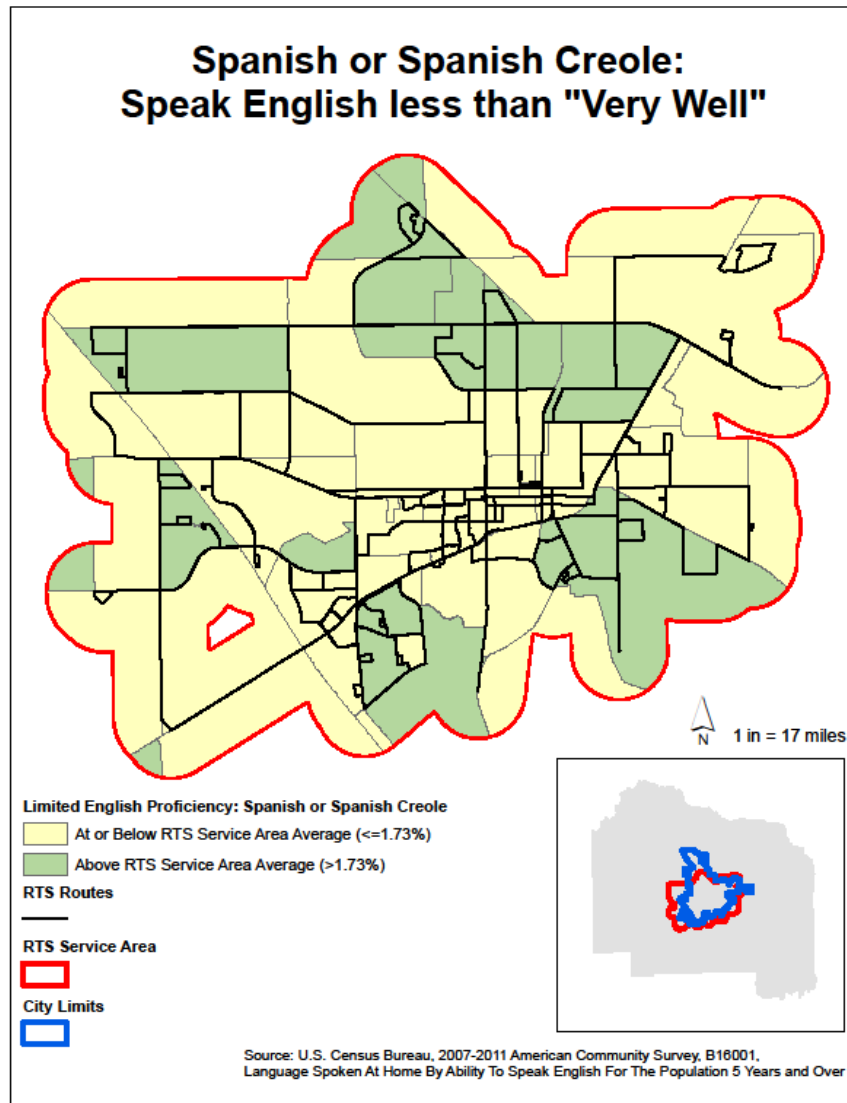 Spanish or Spanish Creole:
Speak English less than "Very Well"
N
1 in = 17 miles
Limited English Proficiency: Spanish or Spanish Creole
At or Below RTS Service Area Average (<=1.73%)
Above RTS Service Area Average (>1.73%)
RTS Routes
RTS Service Area
City Limits
Source: U.S. Census Bureau, 2007-2011 American Community Survey, B16001,
Language Spoken At Home By Ability To Speak English For The Population 5 Years and Over